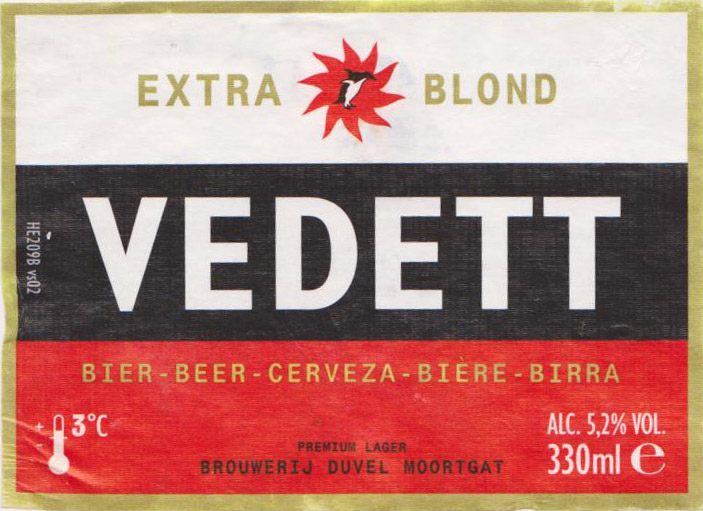 EXTRA BLOND
VEDETT
HE209B vs02
BIER-BEER-CERVEZA-BIÈRE-BIRRA
+
-
3°C
PREMIUM LAGER
BROUWERIJ DUVEL MOORTGAT
ALC. 5,2% VOL.
330ml e